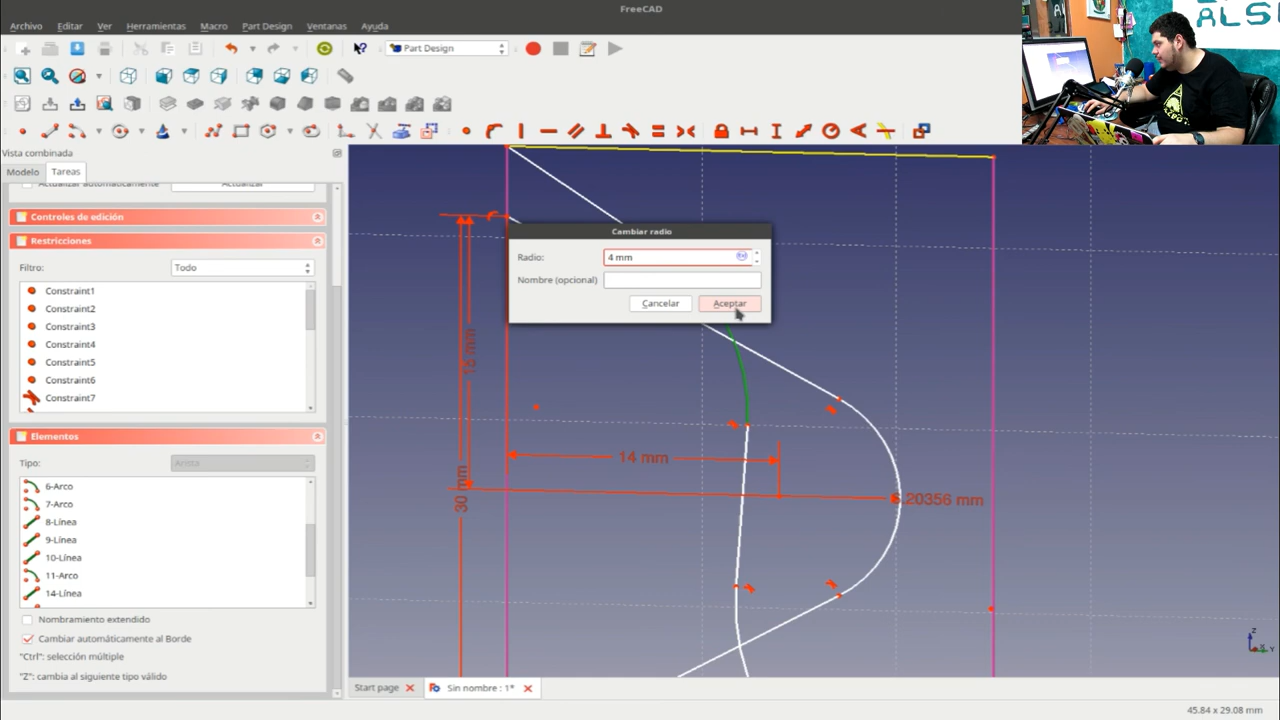 FreeCAD
Archivo Editar Ver Herramientas Macro Part Design Ventanas Ayuda
Part Design
ALS
Vista combinada
Modelo Tareas
Actualizar automáticamente Actualizar
Controles de edición
Restricciones
Filtro: Todo
Constraint1
Constraint2
Constraint3
Constraint4
Constraint5
Constraint6
Constraint7
Elementos
Tipo: Arista
6-Arco
7-Arco
8-Línea
9-Línea
10-Línea
11-Arco
14-Línea
Nombramiento extendido
Cambiar automáticamente al Borde
"Ctrl": selección múltiple
"Z": cambia al siguiente tipo válido
Cambiar radio
Radio: 4 mm
Nombre (opcional)
Cancelar Aceptar
14 mm
30 mm
.20356 mm
Z
Y
Start page Sin nombre : 1*
45.84 x 29.08 mm